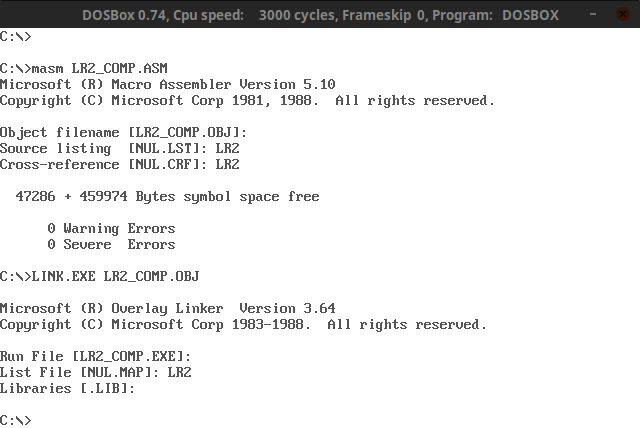 DOSBox 0.74, Cpu speed:    3000 cycles, Frameskip  0, Program:   DOSBOX
C:\>
C:\>masm LR2_COMP.ASM
Microsoft (R) Macro Assembler Version 5.10
Copyright (C) Microsoft Corp 1981, 1988.  All rights reserved.
Object filename [LR2_COMP.OBJ]:
Source listing  [NUL.LST]: LR2
Cross-reference [NUL.CRF]: LR2
  47286 + 459974 Bytes symbol space free
      0 Warning Errors
      0 Severe  Errors
C:\>LINK.EXE LR2_COMP.OBJ
Microsoft (R) Overlay Linker  Version 3.64
Copyright (C) Microsoft Corp 1983-1988.  All rights reserved.
Run File [LR2_COMP.EXE]:
List File [NUL.MAP]: LR2
Libraries [.LIB]:
C:\>